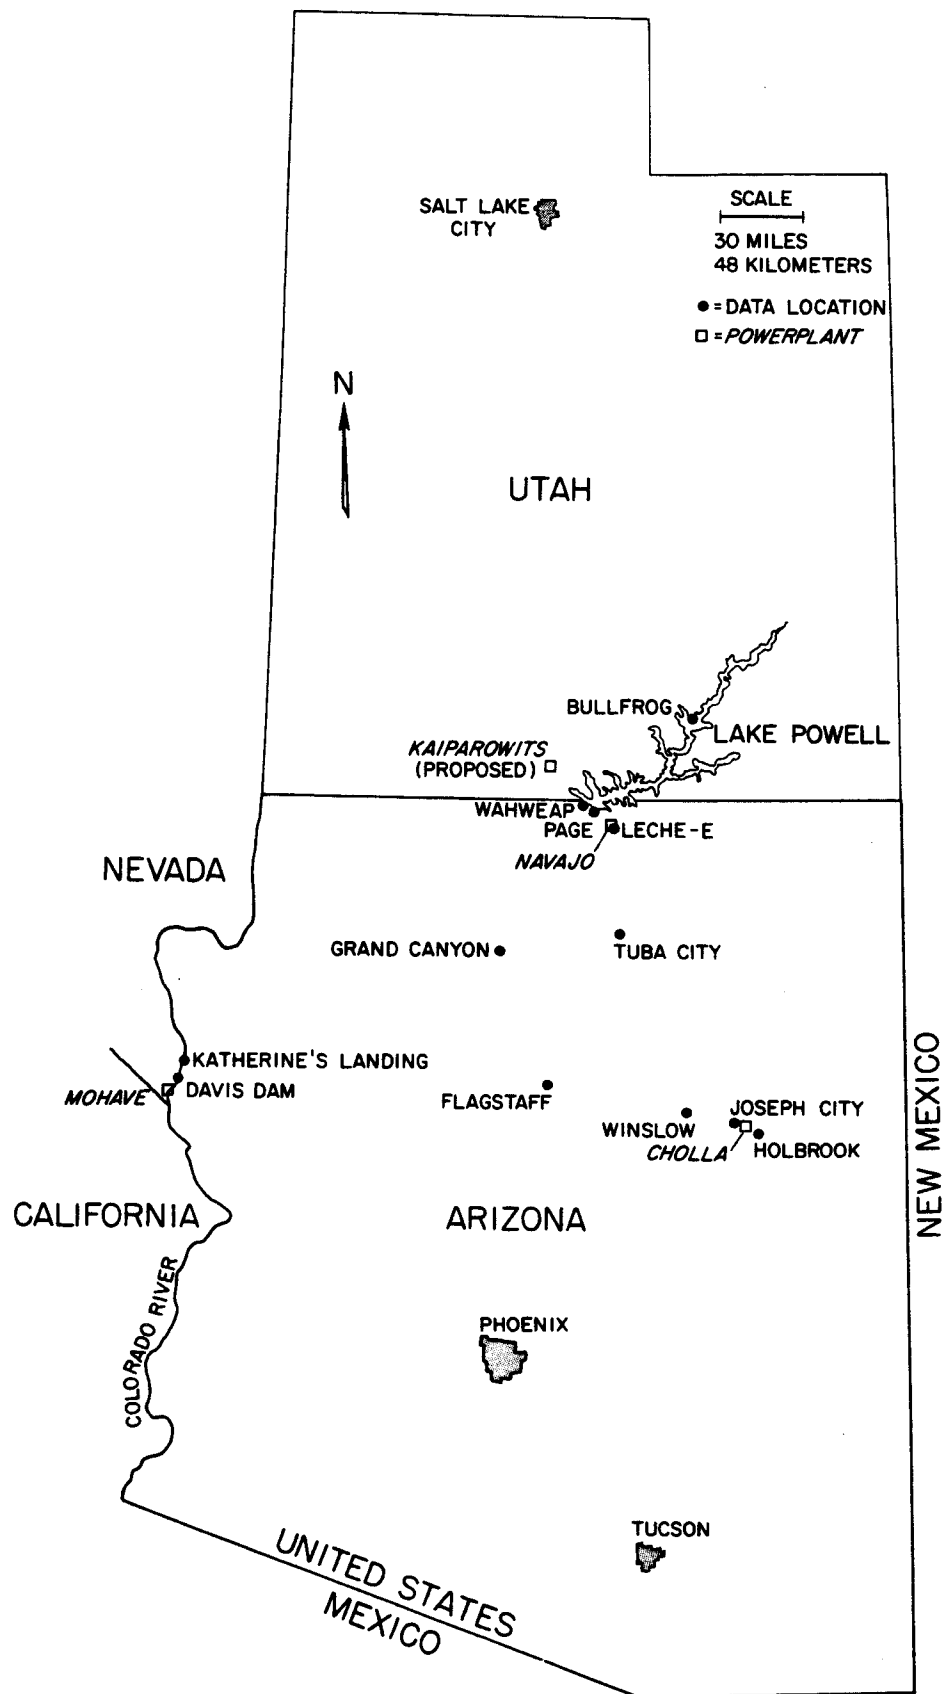 SALT LAKE
CITY
SCALE
30 MILES
48 KILOMETERS
● = DATA LOCATION
□ = POWERPLANT
N
UTAH
BULLFROG
LAKE POWELL
KAIPAROWITS
(PROPOSED)
WAHWEAP
PAGE
LECHE-E
NAVAJO
NEVADA
GRAND CANYON
TUBA CITY
KATHERINE'S LANDING
MOHAVE
DAVIS DAM
FLAGSTAFF
JOSEPH CITY
WINSLOW
CHOLLA
HOLBROOK
NEW MEXICO
CALIFORNIA
ARIZONA
COLORADO RIVER
PHOENIX
TUCSON
UNITED STATES
MEXICO